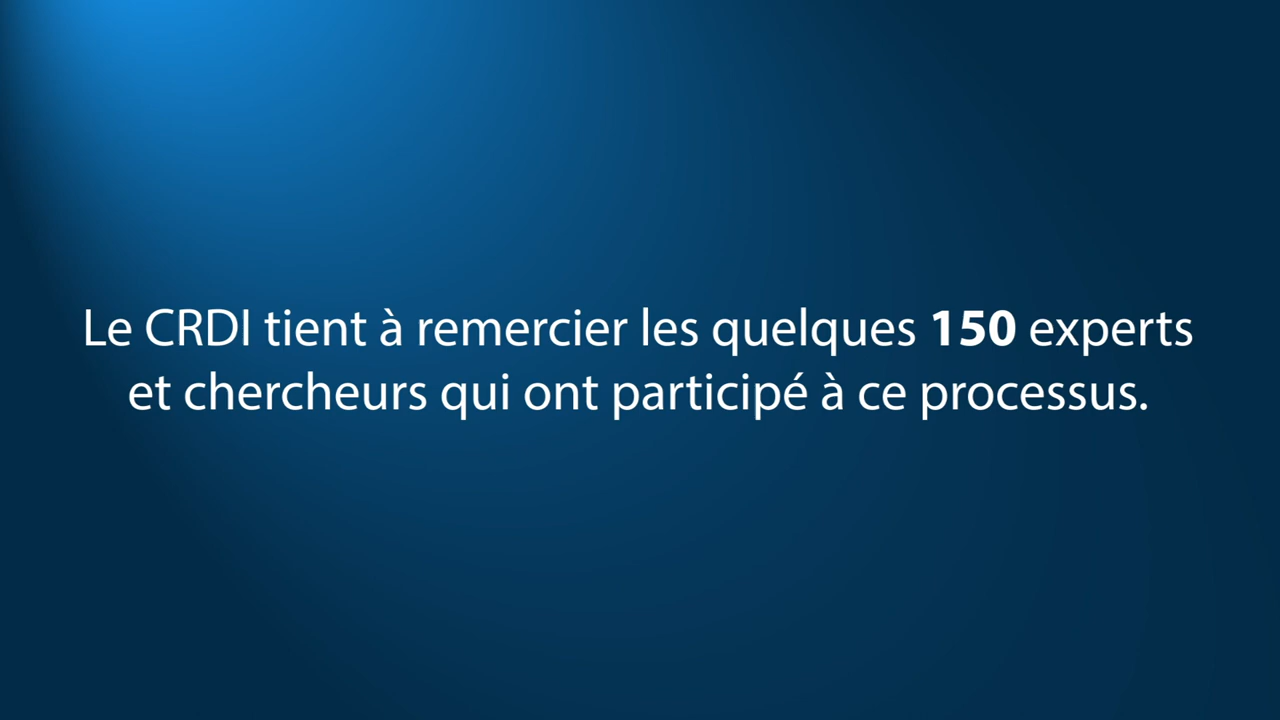 Le CRDI tient à remercier les quelques 150 experts
et chercheurs qui ont participé à ce processus.